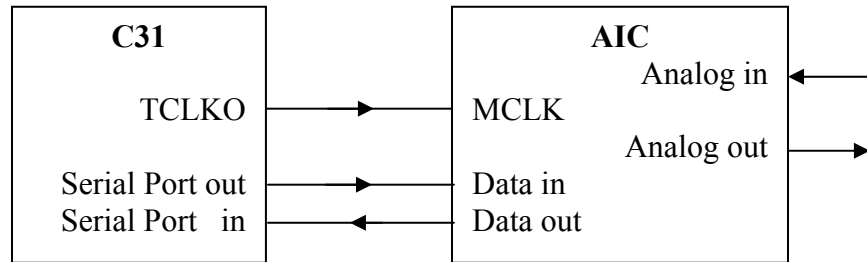 C31
TCLKO
Serial Port out
Serial Port in
AIC
Analog in
MCLK
Analog out
Data in
Data out